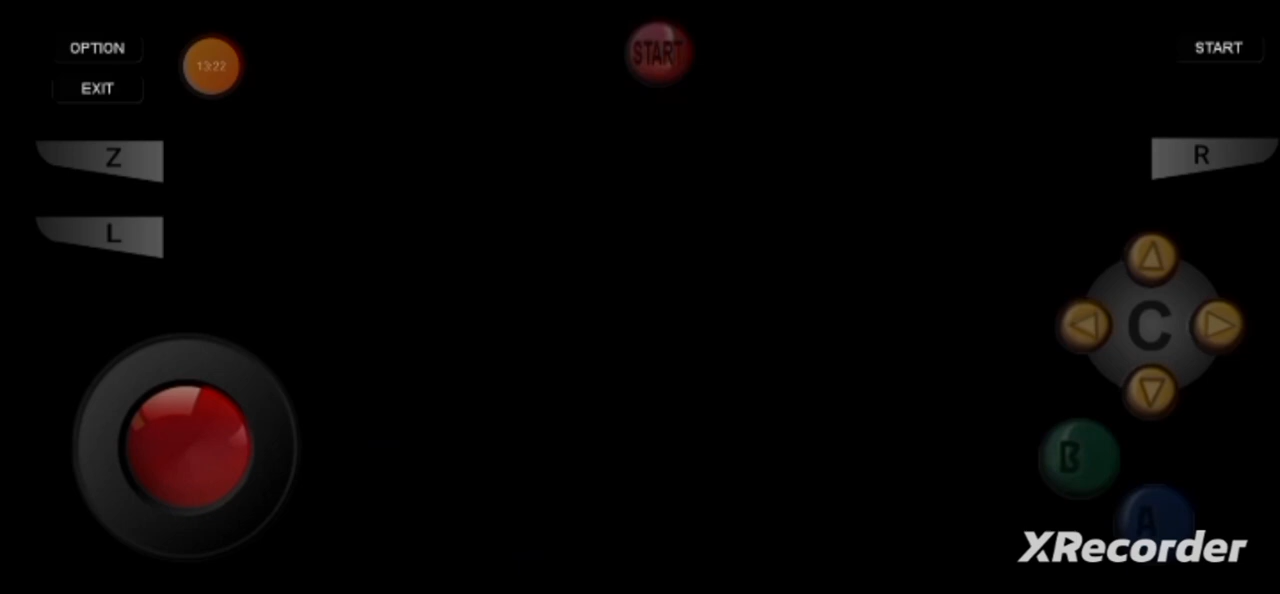 OPTION
13:22
START
START
EXIT
Z
R
L
C
B
A
XRecorder